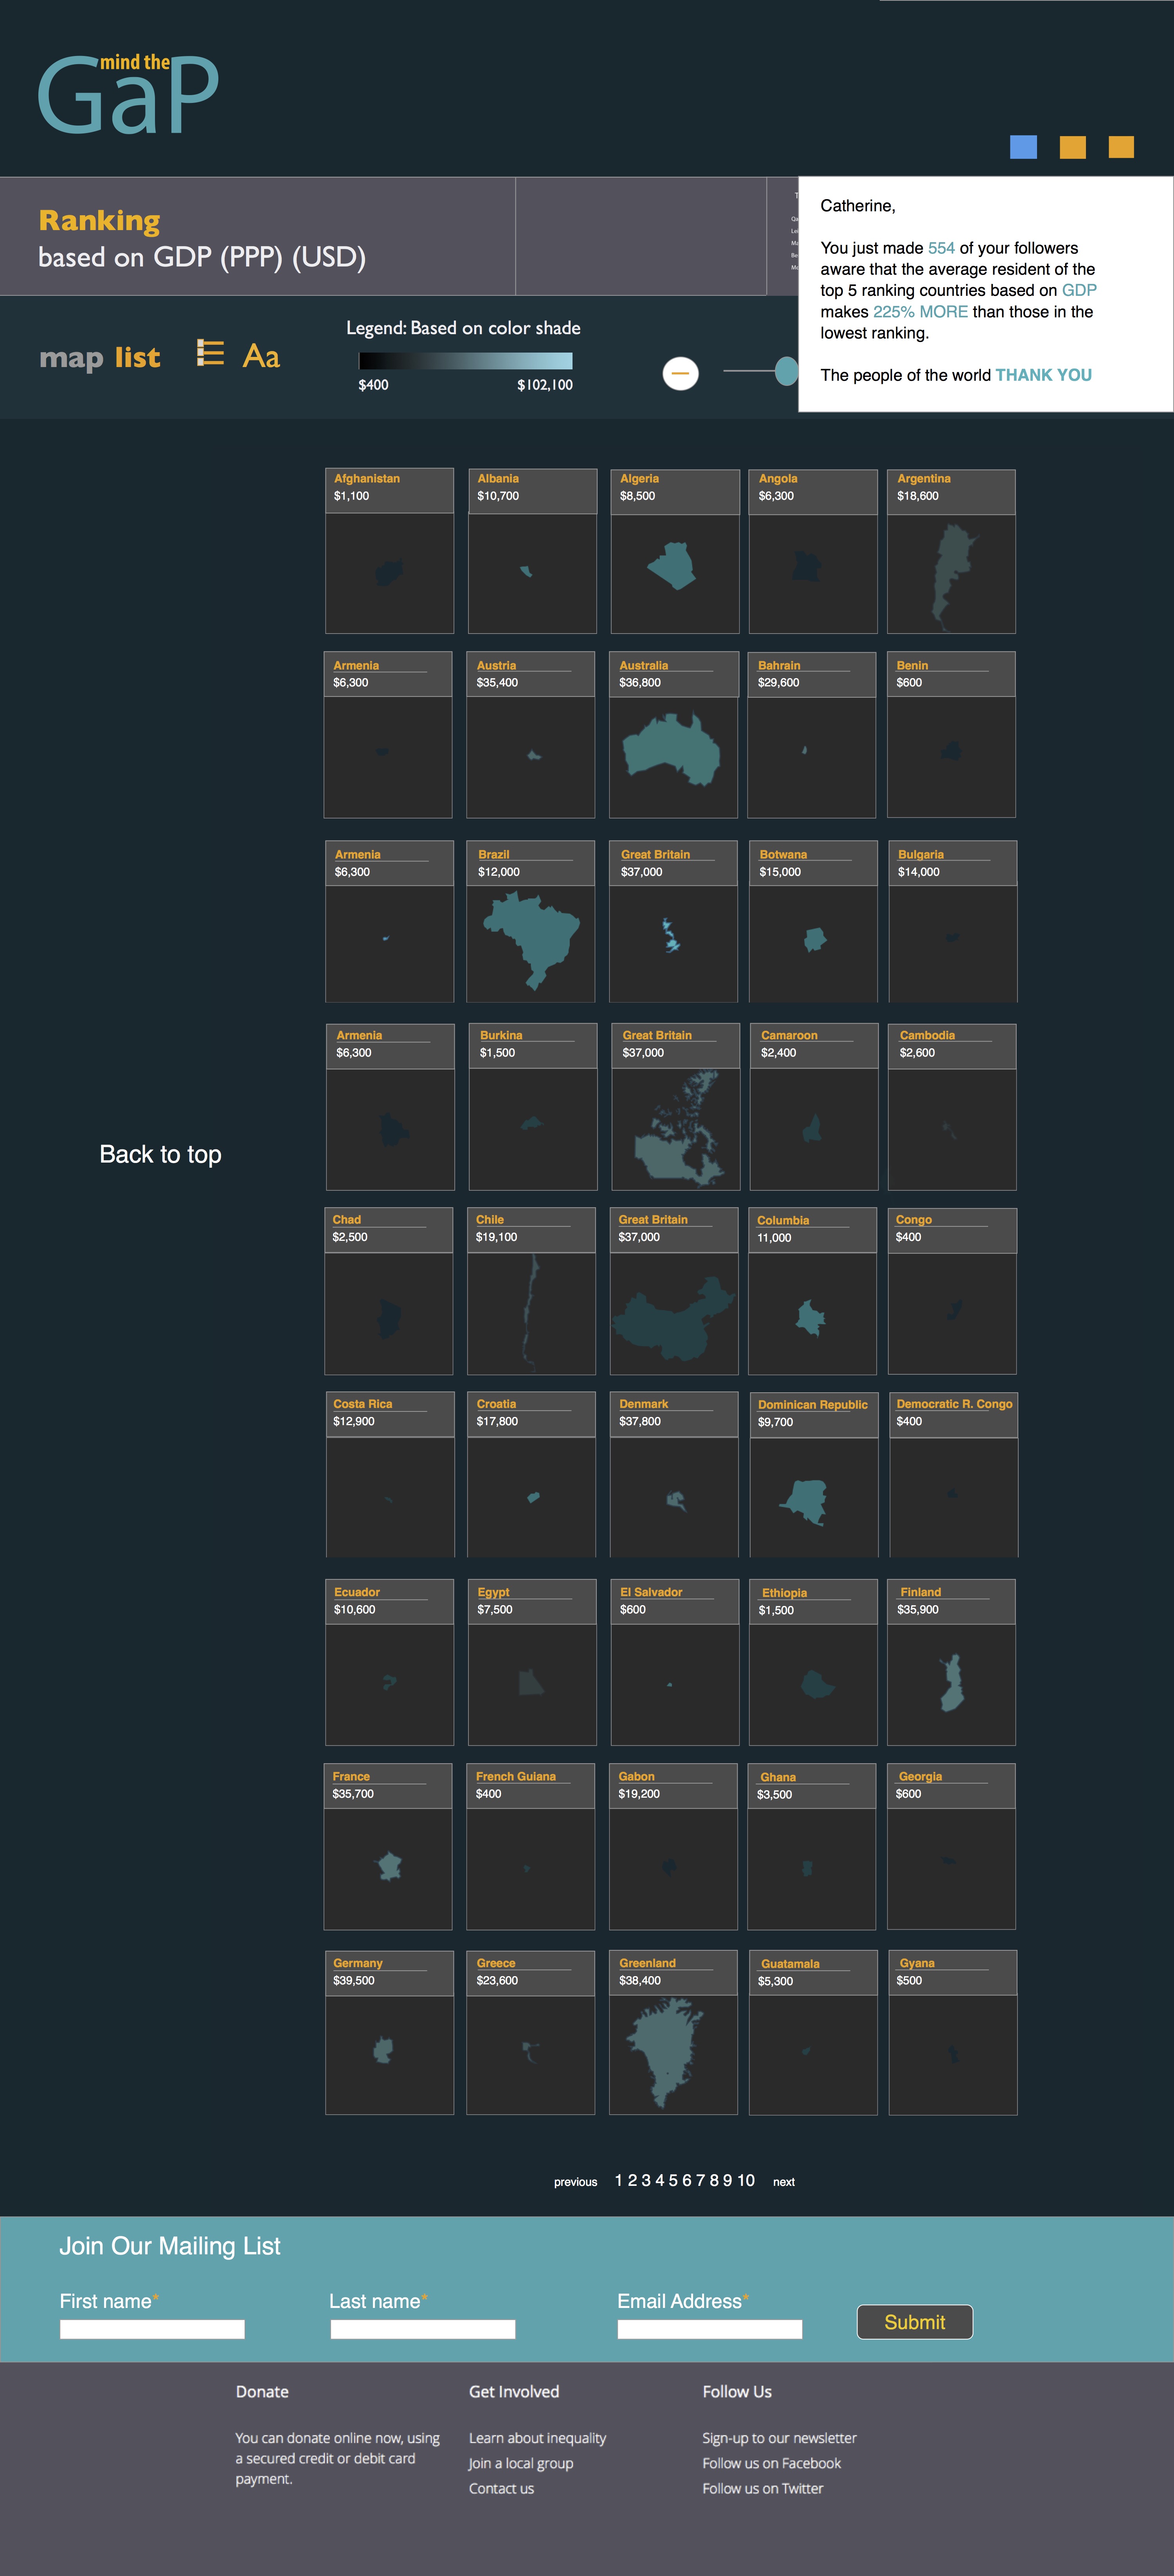 mind the
GaP
Ranking
based on GDP (PPP) (USD)
Catherine,
You just made 554 of your followers
aware that the average resident of the
top 5 ranking countries based on GDP
makes 225% MORE than those in the
lowest ranking.
The people of the world THANK YOU
map list
Aa
Legend: Based on color shade
$400 $102,100
Afghanistan Albania Algeria Angola Argentina
$1,100 $10,700 $8,500 $6,300 $18,600
Armenia Austria Australia Bahrain Benin
$6,300 $35,400 $36,800 $29,600 $600
Armenia Brazil Great Britain Botwana Bulgaria
$6,300 $12,000 $37,000 $15,000 $14,000
Armenia Burkina Great Britain Camaroon Cambodia
$6,300 $1,500 $37,000 $2,400 $2,600
Back to top
Chad Chile Great Britain Columbia Congo
$2,500 $19,100 $37,000 11,000 $400
Costa Rica Croatia Denmark Dominican Republic Democratic R. Congo
$12,900 $17,800 $37,800 $9,700 $400
Ecuador Egypt El Salvador Ethiopia Finland
$10,600 $7,500 $600 $1,500 $35,900
France French Guiana Gabon Ghana Georgia
$35,700 $400 $19,200 $3,500 $600
Germany Greece Greenland Guatamala Gyana
$39,500 $23,600 $38,400 $5,300 $500
previous 1 2 3 4 5 6 7 8 9 10 next
Join Our Mailing List
First name* Last name* Email Address*
Submit
Donate
You can donate online now, using
a secured credit or debit card
payment.
Get Involved
Learn about inequality
Join a local group
Contact us
Follow Us
Sign-up to our newsletter
Follow us on Facebook
Follow us on Twitter